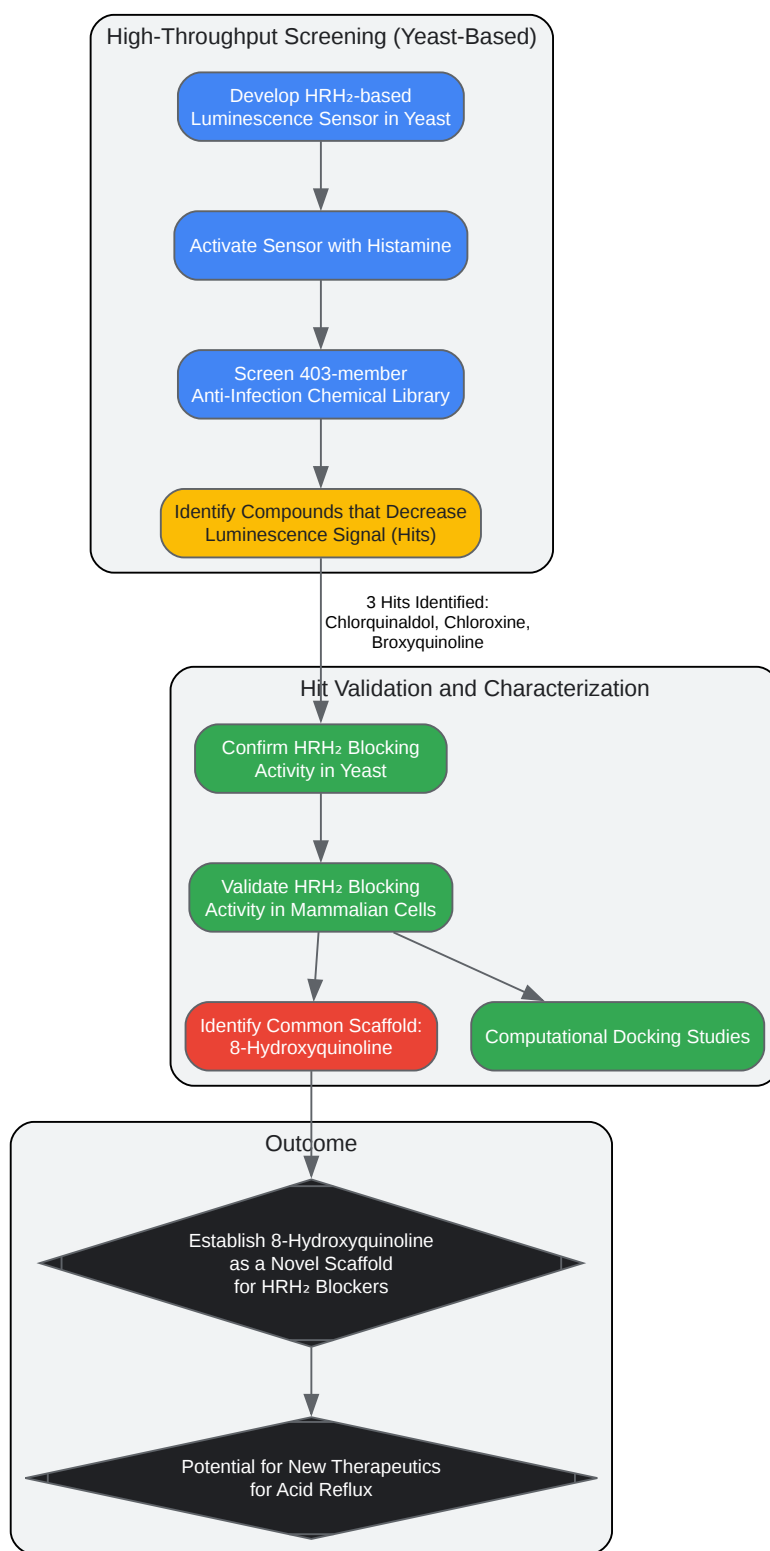 High-Throughput Screening (Yeast-Based)
Develop HRH₂-based
Luminescence Sensor in Yeast
Activate Sensor with Histamine
Screen 403-member
Anti-Infection Chemical Library
Identify Compounds that Decrease
Luminescence Signal (Hits)
3 Hits Identified:
Chlorquinaldol, Chloroxine,
Broxyquinoline
Hit Validation and Characterization
Confirm HRH₂ Blocking
Activity in Yeast
Validate HRH₂ Blocking
Activity in Mammalian Cells
Identify Common Scaffold:
8-Hydroxyquinoline
Computational Docking Studies
Outcome
Establish 8-Hydroxyquinoline
as a Novel Scaffold
for HRH₂ Blockers
Potential for New Therapeutics
for Acid Reflux